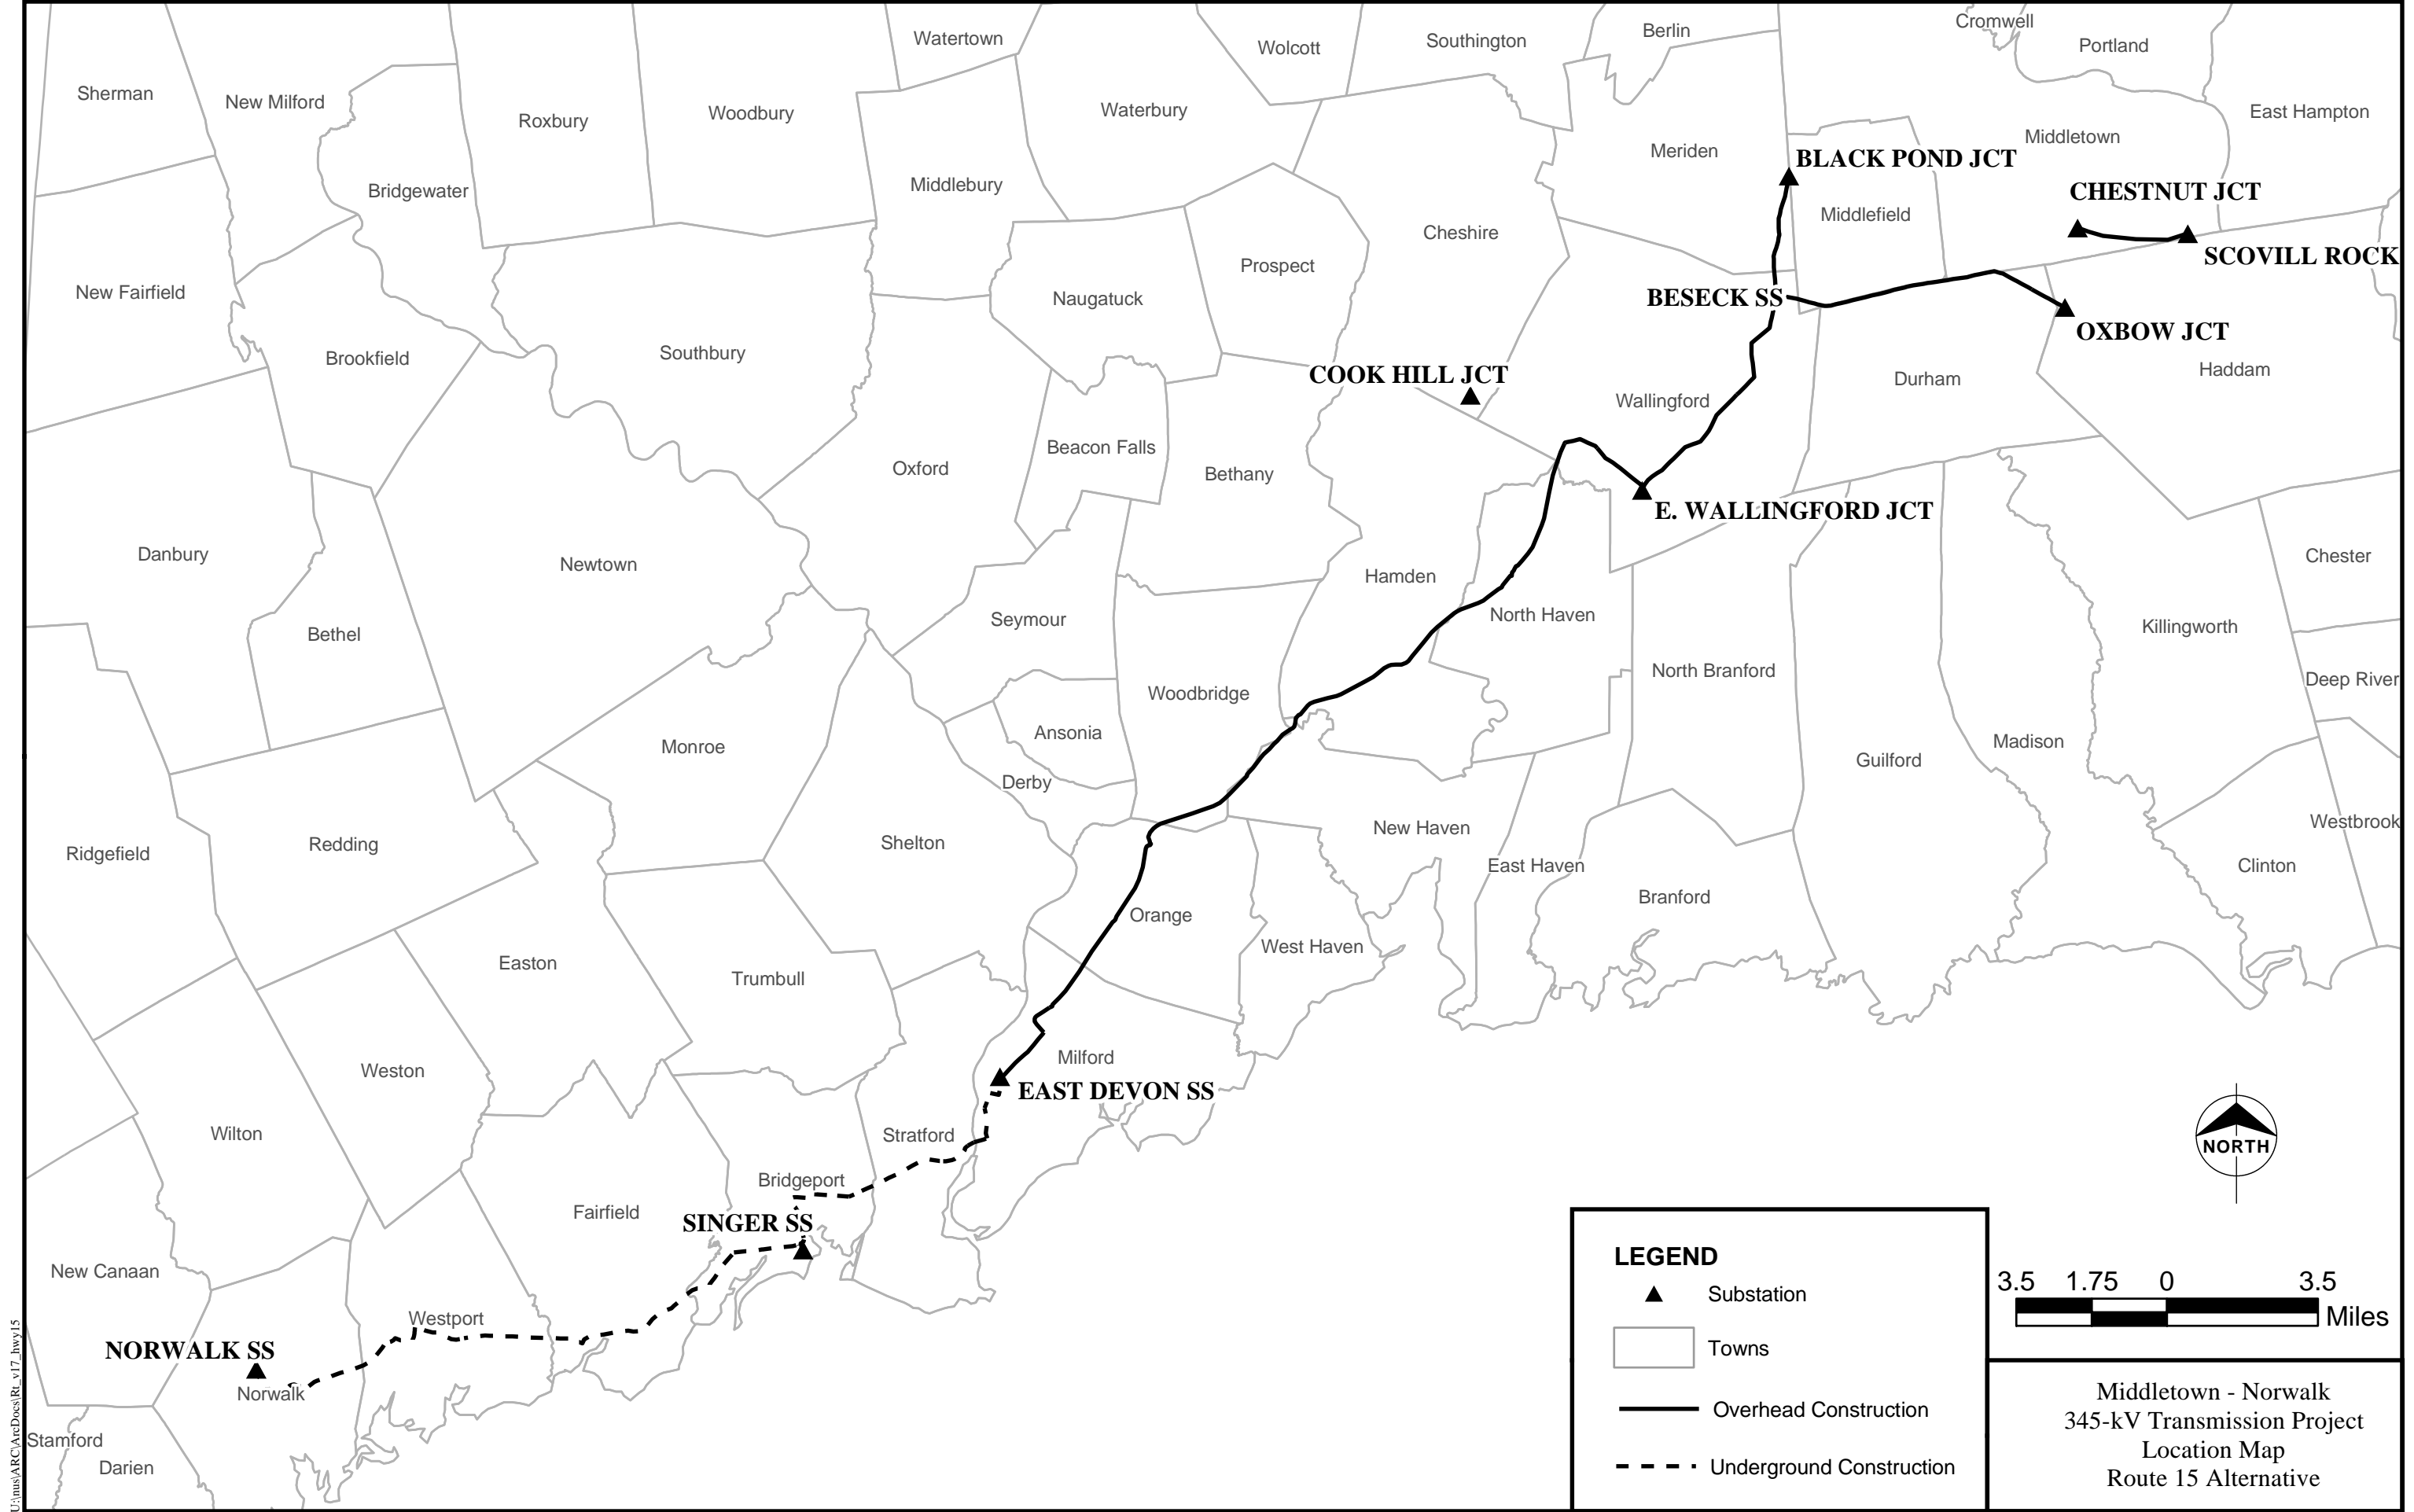 Cromwell
Berlin
Watertown
Southington
Wolcott
Portland
Sherman
New Milford
Roxbury
Woodbury
Waterbury
East Hampton
Middletown
Meriden
BLACK POND JCT
Middlebury
Bridgewater
CHESTNUT JCT
Middlefield
Cheshire
SCOVILL ROCK
Prospect
New Fairfield
Naugatuck
BESECK SS
OXBOW JCT
Southbury
Brookfield
Haddam
COOK HILL JCT
Durham
Wallingford
Beacon Falls
Oxford
Bethany
E. WALLINGFORD JCT
Danbury
Chester
Newtown
Hamden
North Haven
Seymour
Killingworth
Bethel
North Branford
Deep River
Woodbridge
Ansonia
Madison
Monroe
Guilford
Derby
Westbrook
New Haven
Shelton
Redding
Ridgefield
East Haven
Clinton
Branford
Orange
West Haven
Easton
Trumbull
Milford
Weston
EAST DEVON SS
Wilton
Stratford
NORTH
Bridgeport
Fairfield
SINGER SS
New Canaan
Westport
NORWALK SS
Norwalk
Stamford
Darien
LEGEND
Substation
Towns
Overhead Construction
Underground Construction
3.5 1.75 0 3.5
Miles
Middletown - Norwalk
345-kV Transmission Project
Location Map
Route 15 Alternative
U:\nus\ARC\ArcDocs\Rt_v17_hwy15